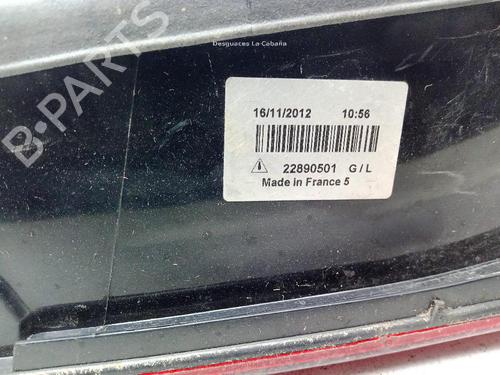 Desguaces La Cabaña
B-PARTS
16/11/2012 10:56
22890501 G/L
Made in France 5